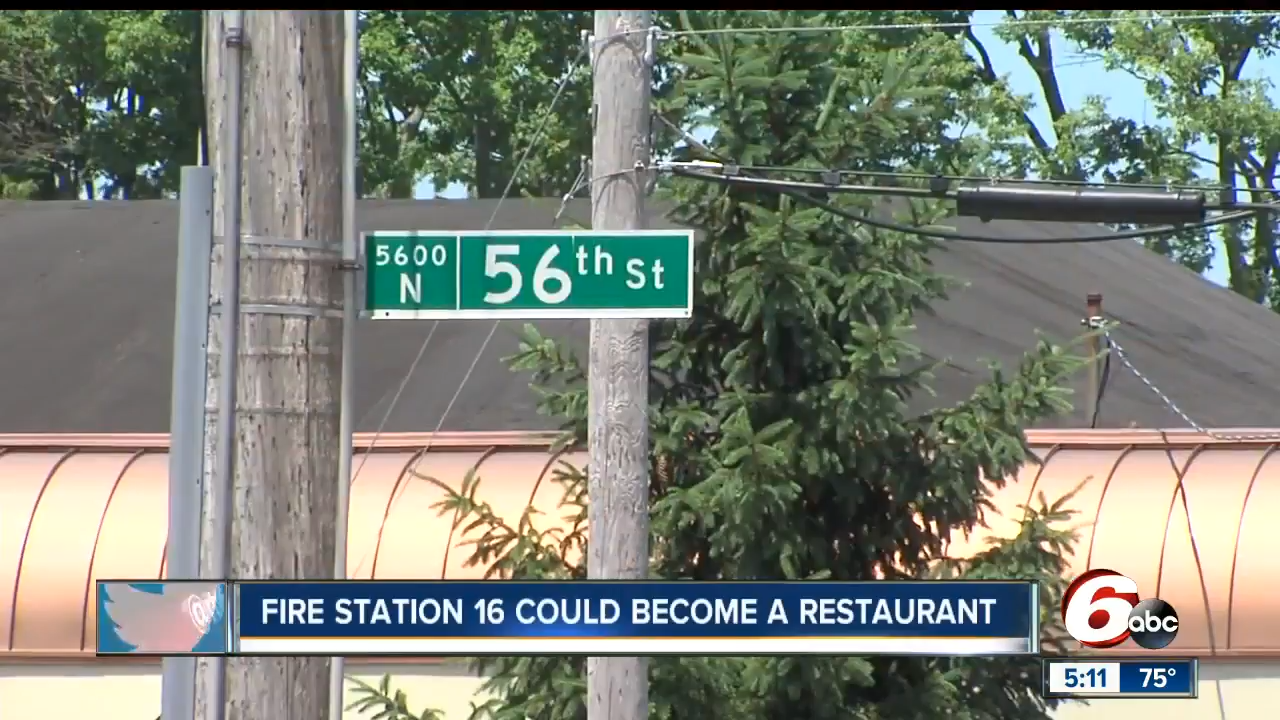 5600
N
56th St
FIRE STATION 16 COULD BECOME A RESTAURANT
6
abc
5:11 75°